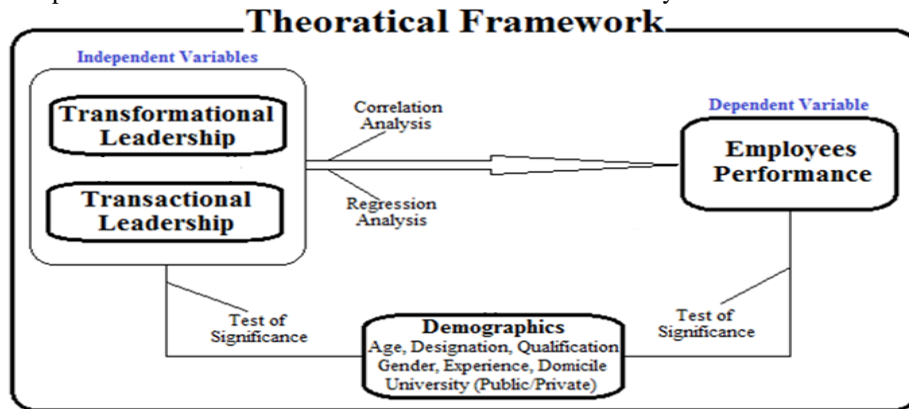 Theoratical Framework
Independent Variables
Transformational
Leadership
Transactional
Leadership
Correlation
Analysis
Regression
Analysis
Dependent Variable
Employees
Performance
Test of
Significance
Demographics
Age, Designation, Qualification
Gender, Experience, Domicile
University (Public/Private)
Test of
Significance